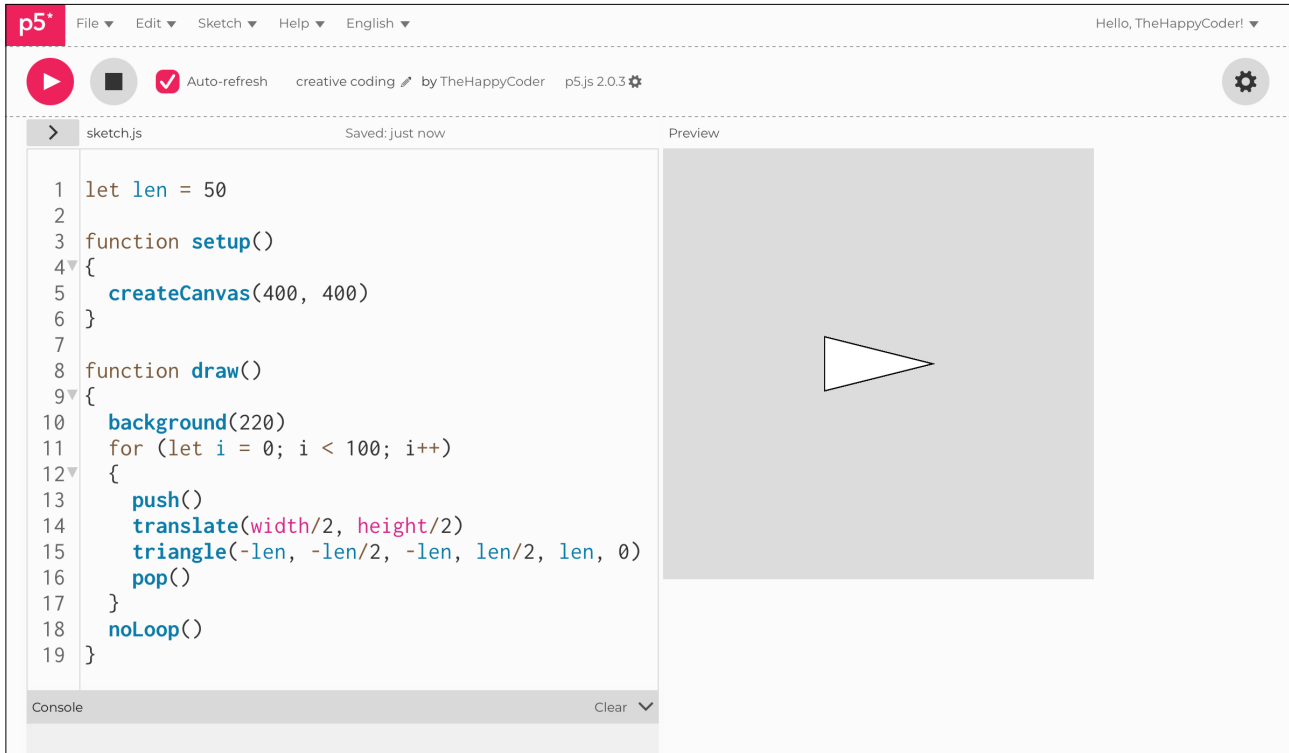 p5* File Edit Sketch Help English Hello, TheHappyCoder!
Auto-refresh creative coding by TheHappyCoder p5.js 2.0.3
sketch.js Saved: just now Preview
1 let len = 50
2
3 function setup()
4 {
5   createCanvas(400, 400)
6 }
7
8 function draw()
9 {
10   background(220)
11   for (let i = 0; i < 100; i++)
12   {
13     push()
14     translate(width/2, height/2)
15     triangle(-len, -len/2, -len, len/2, len, 0)
16     pop()
17   }
18   noLoop()
19 }
Console Clear